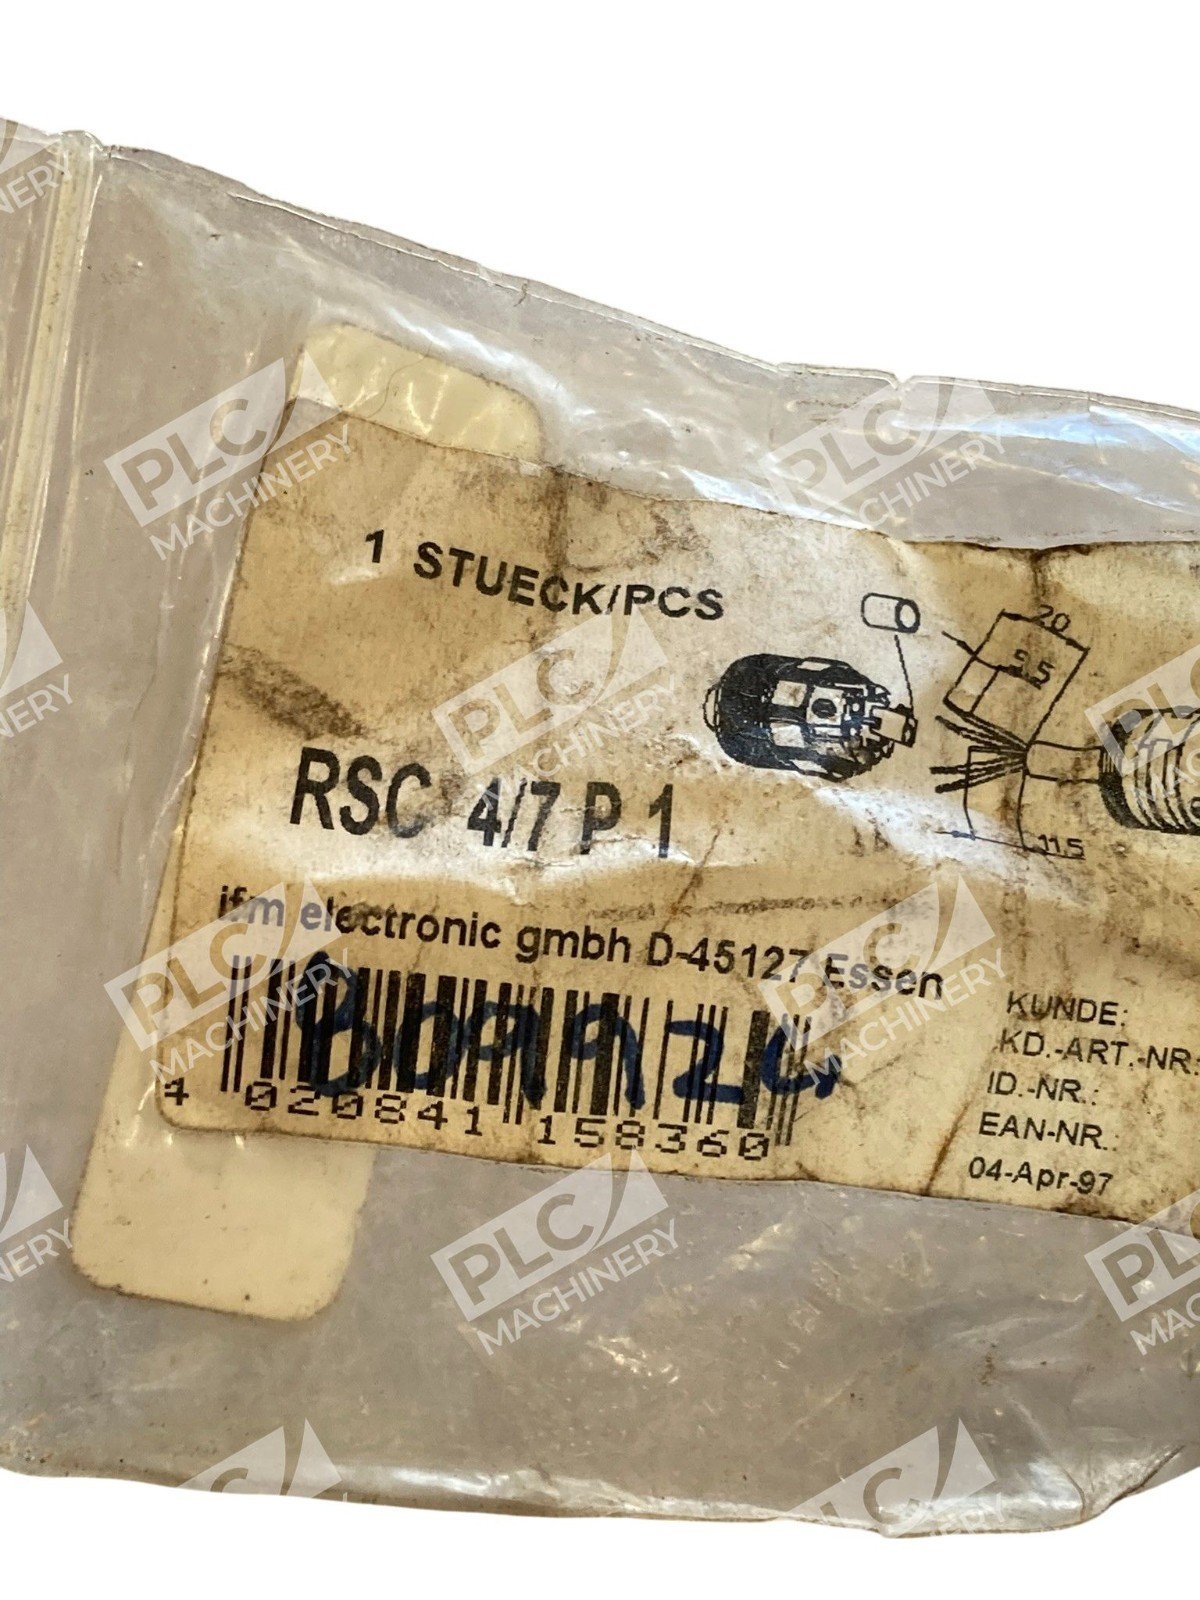 1 STUECK/PCS
20
9.5
11.5
RSC 4/7 P 1
ifm electronic gmbh D-45127 Essen
4 020841 158360
KUNDE:
KD.-ART.-NR.:
ID.-NR.:
EAN-NR.:
04-Apr-97
PLC
MACHINERY